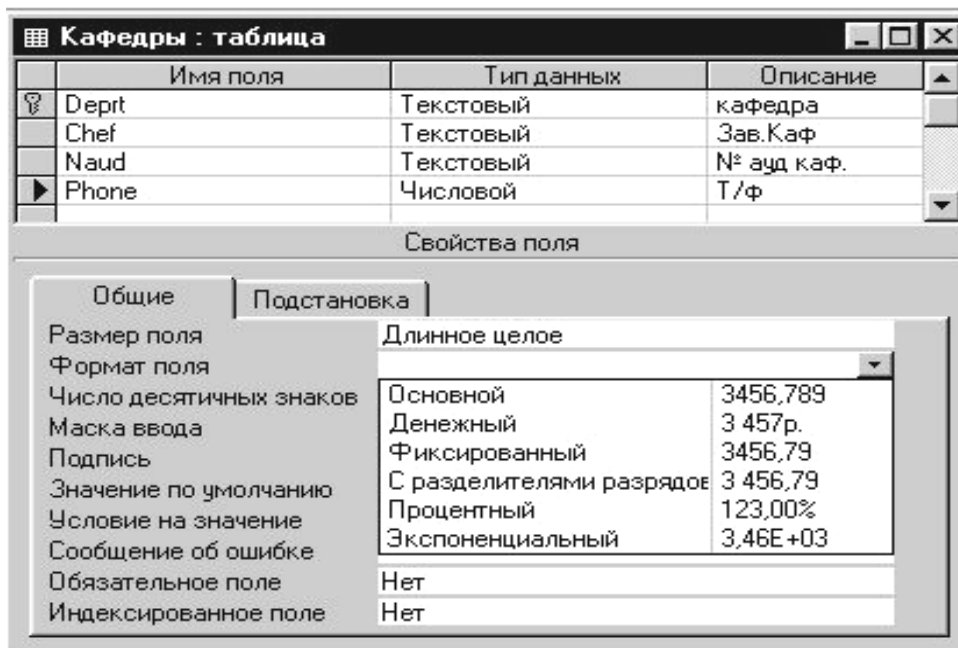 Кафедры : таблица
Имя поля Тип данных Описание
Deprt Текстовый кафедра
Chef Текстовый Зав.Каф
Naud Текстовый № ауд каф.
Phone Числовой Т/ф
Свойства поля
Общие Подстановка
Размер поля Длинное целое
Формат поля
Число десятичных знаков Основной 3456,789
Маска ввода Денежный 3 457р.
Подпись Фиксированный 3456,79
Значение по умолчанию С разделителями разрядов 3 456,79
Условие на значение Процентный 123,00%
Сообщение об ошибке Экспоненциальный 3,46E+03
Обязательное поле Нет
Индексированное поле Нет